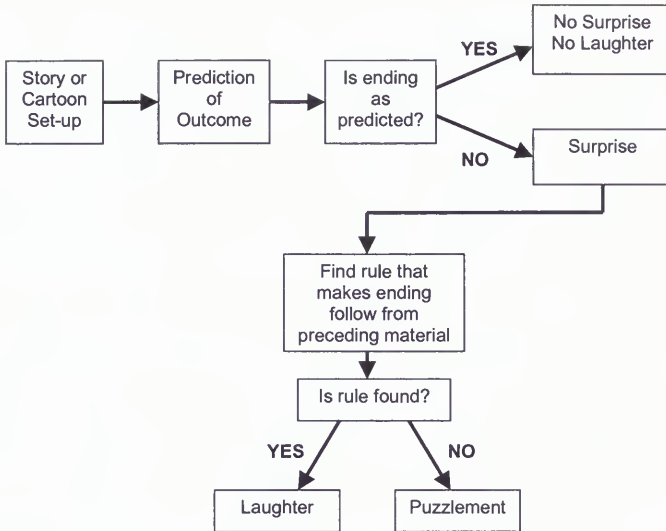 Story or
Cartoon
Set-up
Prediction
of
Outcome
Is ending
as
predicted?
YES
No Surprise
No Laughter
NO
Surprise
Find rule that
makes ending
follow from
preceding material
Is rule found?
YES
NO
Laughter
Puzzlement